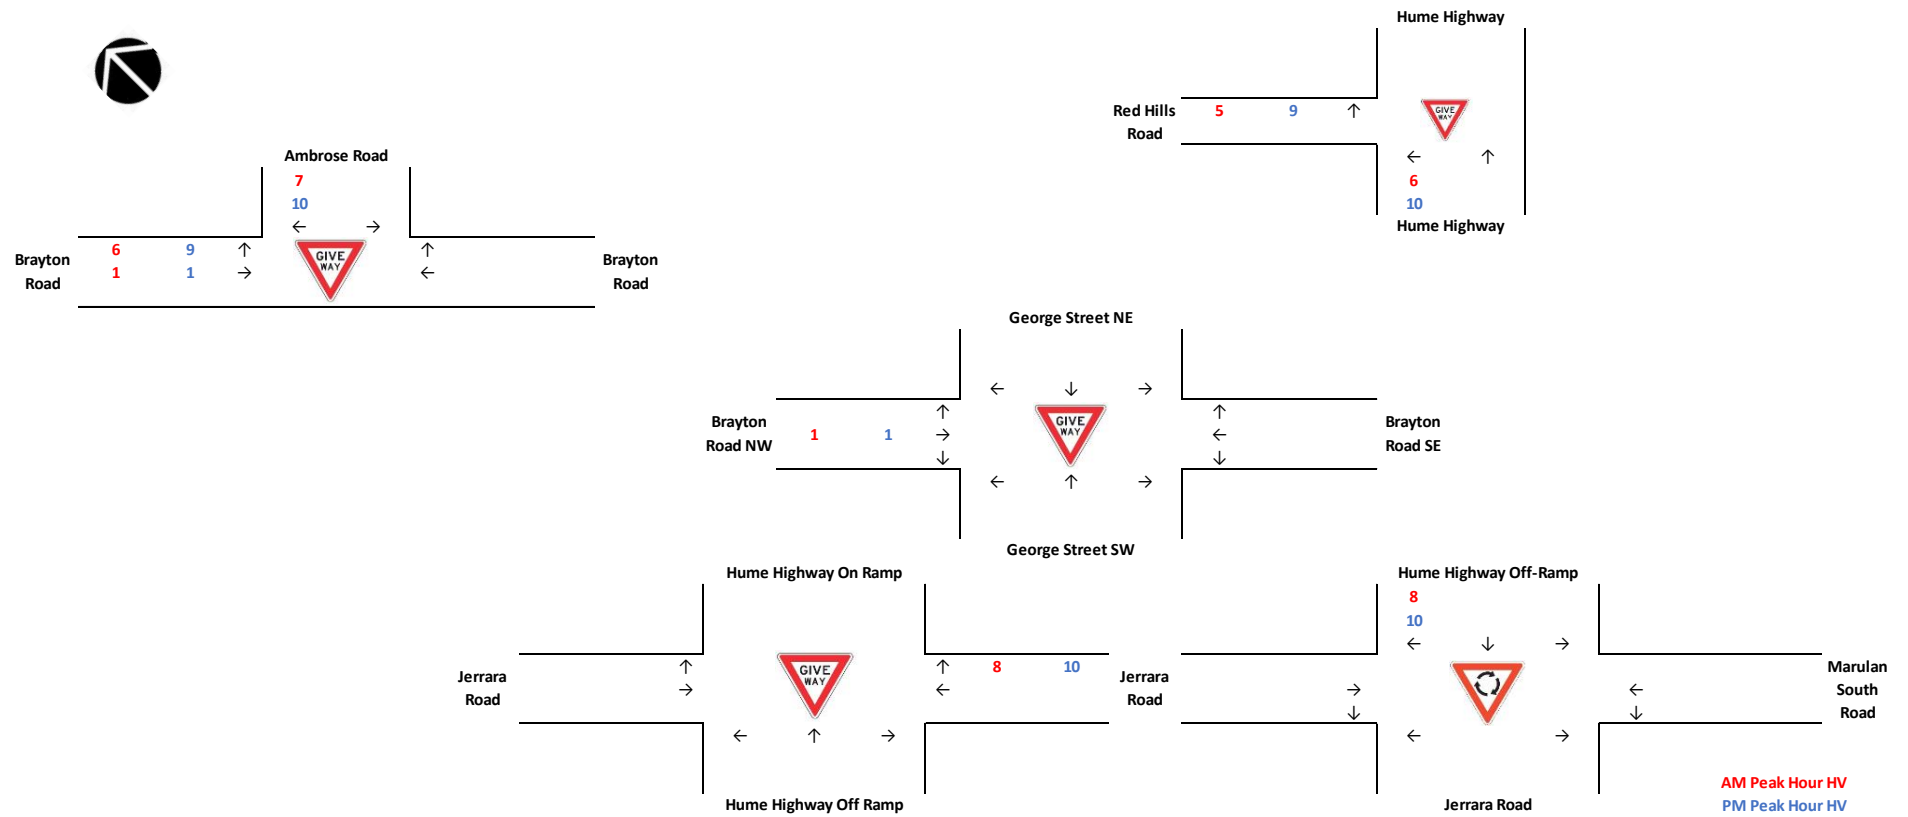 Hume Highway
Red Hills
Road
5 9
GIVE
WAY
6
10
Hume Highway
Ambrose Road
7
10
Brayton
Road
6 9
1 1
GIVE
WAY
Brayton
Road
George Street NE
Brayton
Road NW
1 1
GIVE
WAY
Brayton
Road SE
George Street SW
Hume Highway On Ramp
Jerrara
Road
GIVE
WAY
8 10
Jerrara
Road
Hume Highway Off Ramp
Hume Highway Off-Ramp
8
10
Marulan
South
Road
Jerrara Road
AM Peak Hour HV
PM Peak Hour HV